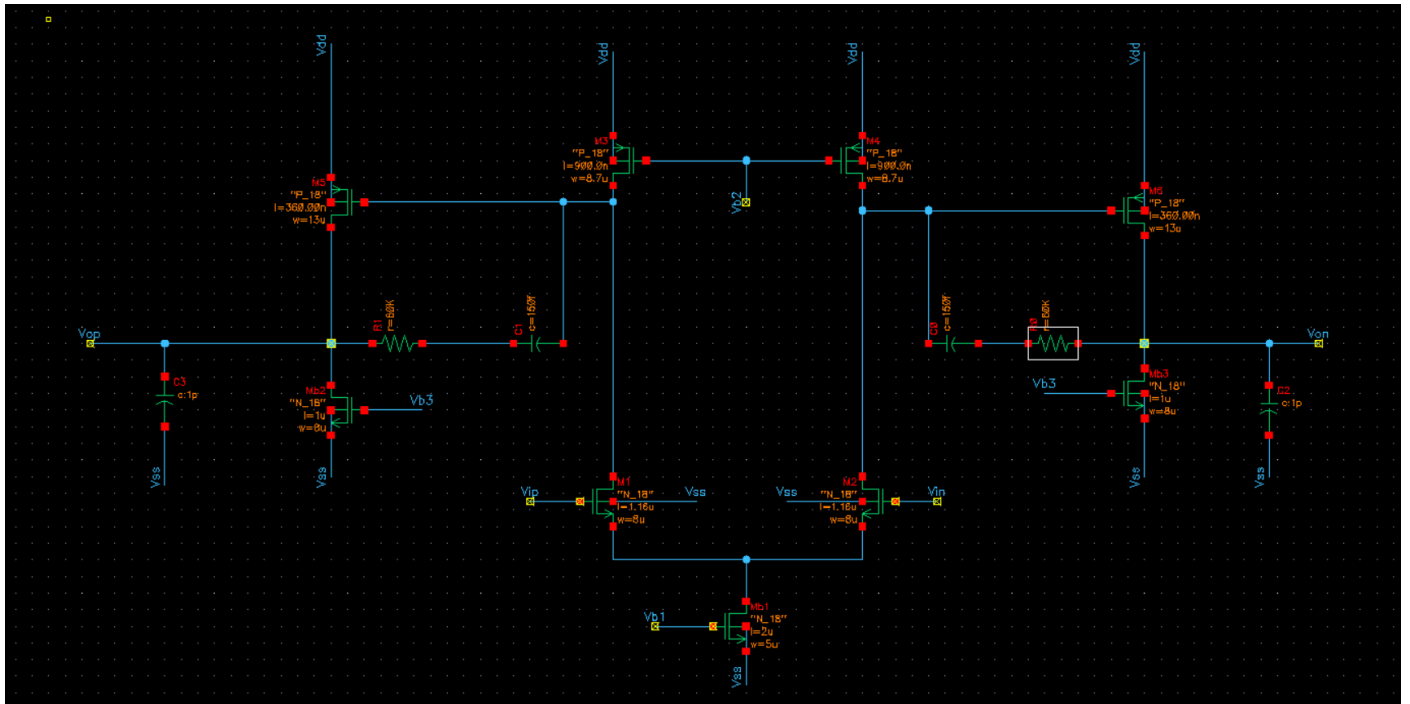 Vdd
Vdd
Vdd
Vdd
M3
"P_18"
l=900.0n
w=8.7u
M4
"P_18"
l=900.0n
w=8.7u
M5
"P_18"
l=360.00n
w=13u
Vb2
M6
"P_18"
l=360.00n
w=13u
Vop
R1
r=60K
C1
c=150f
C0
c=150f
R0
r=60K
Von
C3
c:1p
Mb2
"N_18"
l=1u
w=8u
Vb3
Vb3
Mb3
"N_18"
l=1u
w=8u
c:1p
Vss
Vss
Vip
M1
"N_18"
l=1.16u
w=8u
Vss
Vss
M2
"N_18"
l=1.16u
w=8u
Vin
Vss
Vss
Vb1
Mb1
"N_18"
l=2u
w=5u
Vss